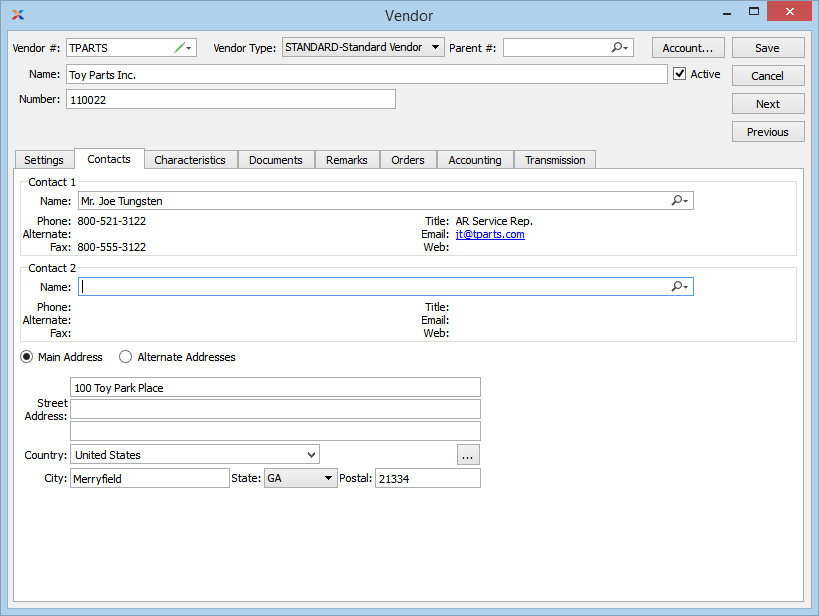 Vendor
Vendor #: TPARTS Vendor Type: STANDARD-Standard Vendor Parent #: Account... Save
Name: Toy Parts Inc. Active Cancel
Number: 110022 Next
Previous
Settings Contacts Characteristics Documents Remarks Orders Accounting Transmission
Contact 1
Name: Mr. Joe Tungsten
Phone: 800-521-3122 Title: AR Service Rep.
Alternate: Email: jt@tparts.com
Fax: 800-555-3122 Web:
Contact 2
Name:
Phone: Title:
Alternate: Email:
Fax: Web:
Main Address Alternate Addresses
100 Toy Park Place
Street
Address:
Country: United States ...
City: Merryfield State: GA Postal: 21334